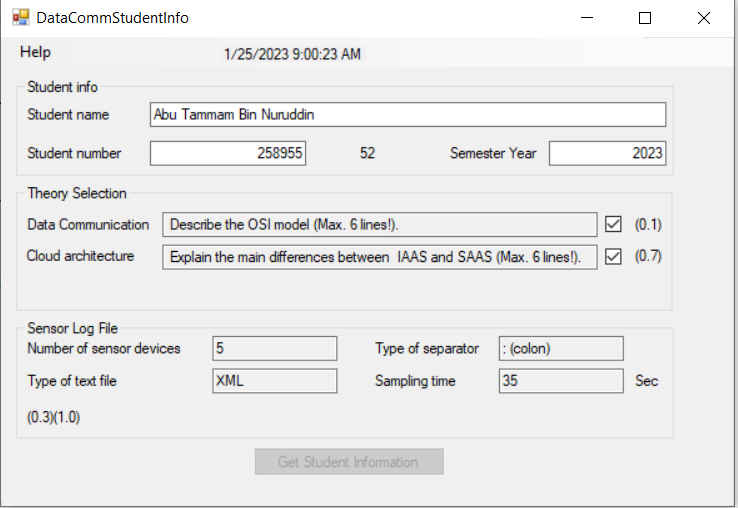 DataCommStudentInfo
Help 1/25/2023 9:00:23 AM
Student info
Student name Abu Tammam Bin Nuruddin
Student number 258955 52 Semester Year 2023
Theory Selection
Data Communication Describe the OSI model (Max. 6 lines!). (0.1)
Cloud architecture Explain the main differences between IAAS and SAAS (Max. 6 lines!). (0.7)
Sensor Log File
Number of sensor devices 5 Type of separator : (colon)
Type of text file XML Sampling time 35 Sec
(0.3)(1.0)
Get Student Information